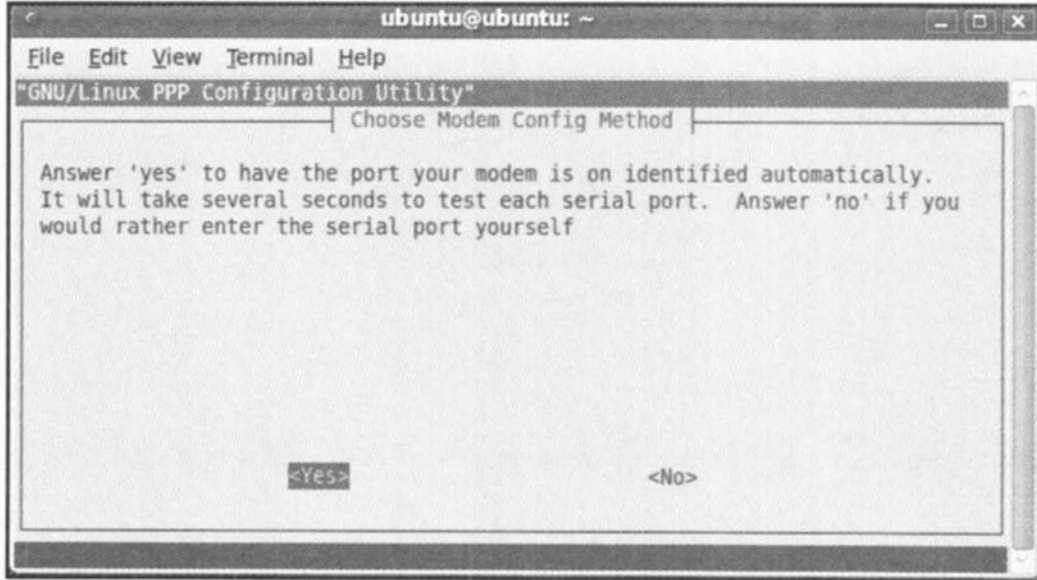 ubuntu@ubuntu: ~
File Edit View Terminal Help
"GNU/Linux PPP Configuration Utility"
Choose Modem Config Method
Answer 'yes' to have the port your modem is on identified automatically.
It will take several seconds to test each serial port.  Answer 'no' if you
would rather enter the serial port yourself
<Yes> <No>